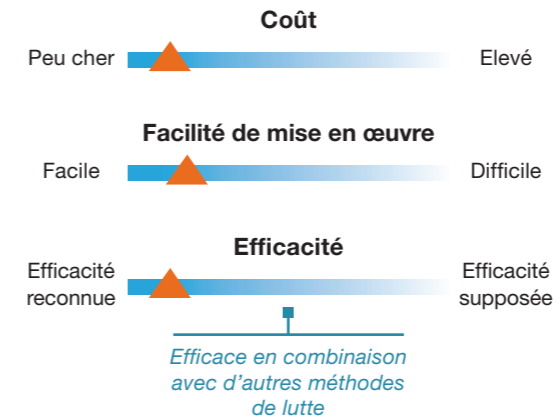 Coût
Peu cher
Elevé
Facilité de mise en œuvre
Facile
Difficile
Efficacité
Efficacité
reconnue
Efficacité
supposée
Efficace en combinaison
avec d’autres méthodes
de lutte